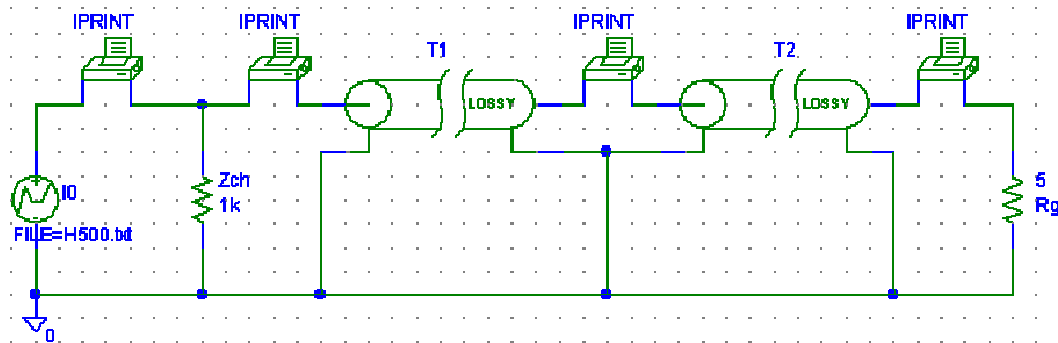 IPRINT
IPRINT
IPRINT
IPRINT
T1
T2
LOSSY
LOSSY
I0
Zch
1k
5
Rg
FILE=H500.txt
0